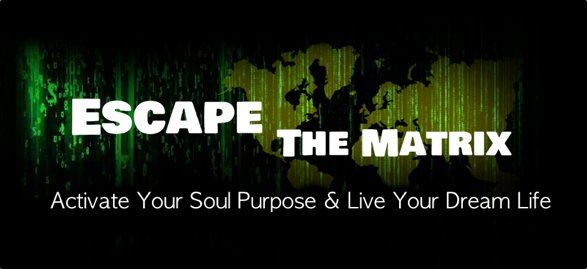 ESCAPE
THE MATRIX
Activate Your Soul Purpose & Live Your Dream Life